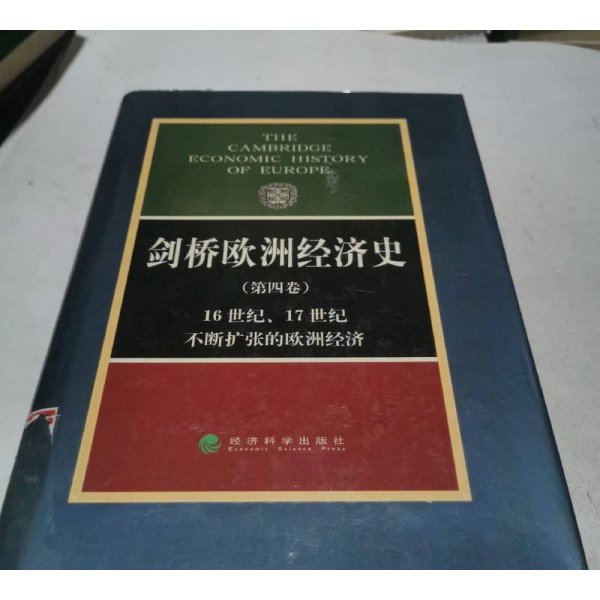 THE
CAMBRIDGE
ECONOMIC HISTORY
OF EUROPE
剑桥欧洲经济史
（第四卷）
16世纪、17世纪
不断扩张的欧洲经济
经济科学出版社
Economic Science Press